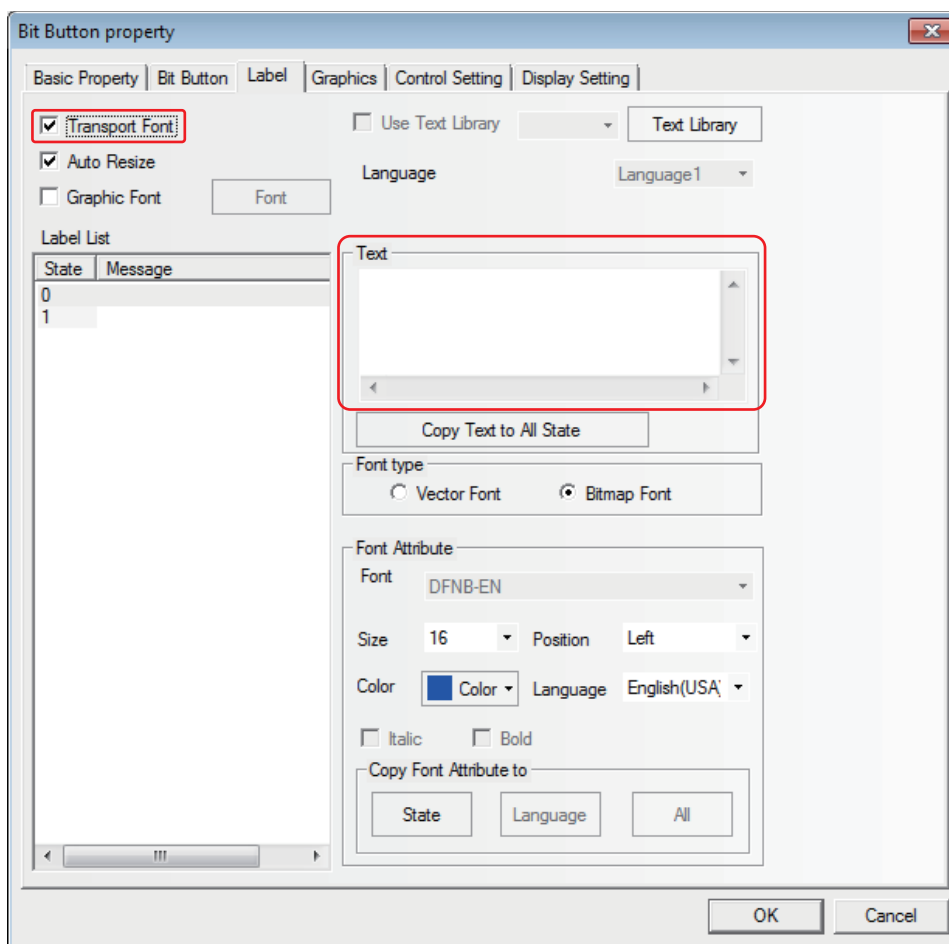 Bit Button property
Basic Property Bit Button Label Graphics Control Setting Display Setting
Transport Font
Auto Resize
Graphic Font Font
Label List
State Message
0
1
Use Text Library Text Library
Language Language1
Text
Copy Text to All State
Font type
Vector Font Bitmap Font
Font Attribute
Font DFNB-EN
Size 16 Position Left
Color Color Language English(USA)
Italic Bold
Copy Font Attribute to
State Language All
OK Cancel